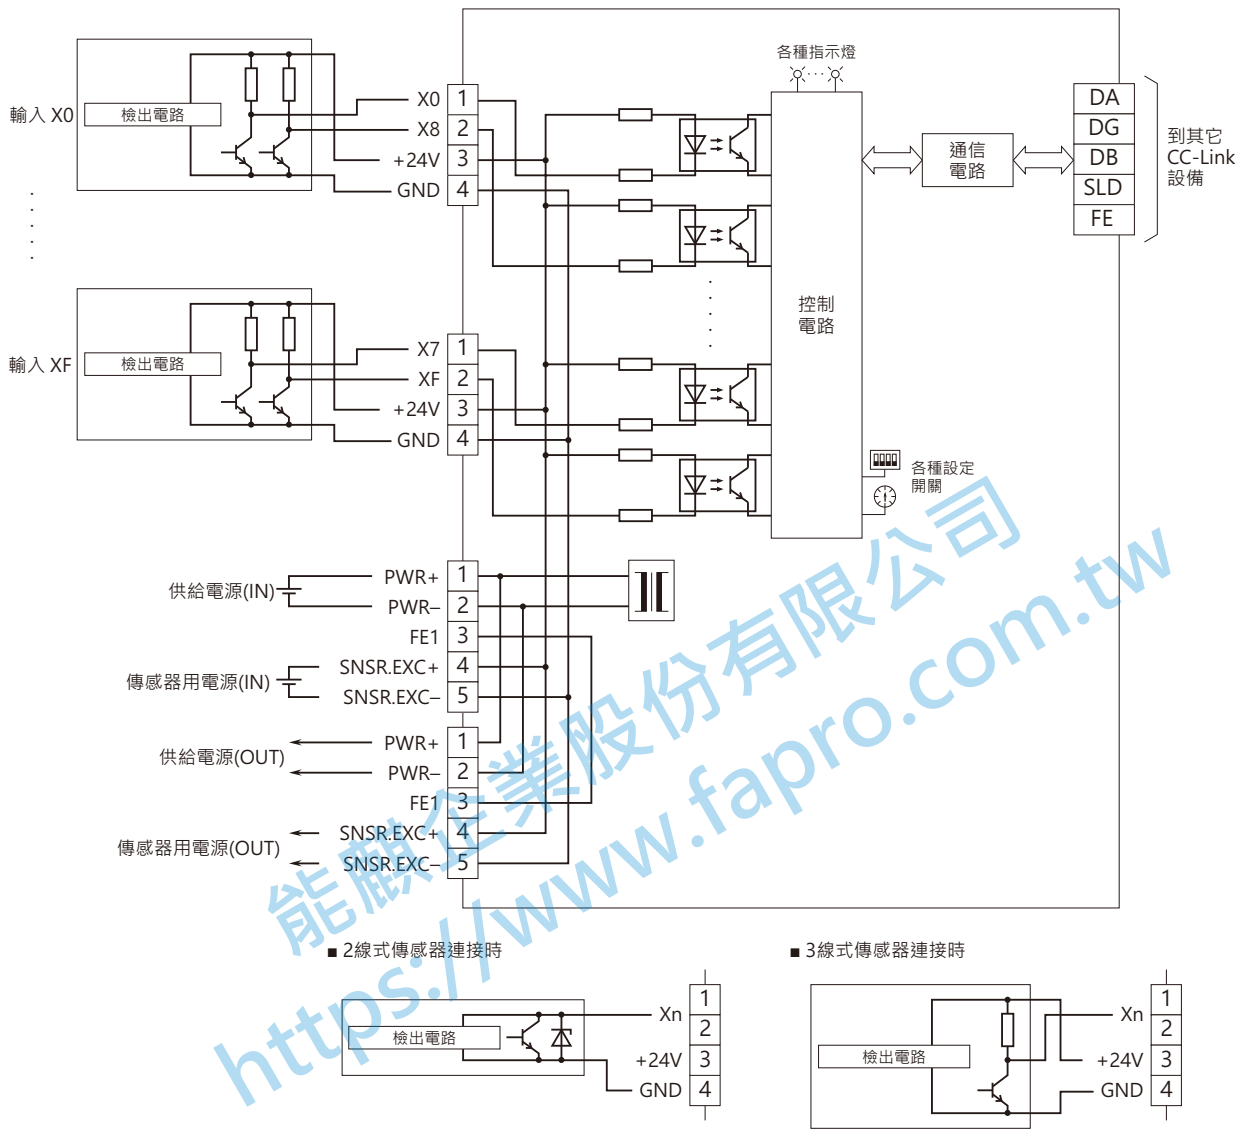 各種指示燈
輸入 X0
檢出電路
X0 1
X8 2
+24V 3
GND 4
通信
電路
DA
DG
DB
SLD
FE
到其它
CC-Link
設備
控制
電路
輸入 XF
檢出電路
X7 1
XF 2
+24V 3
GND 4
各種設定
開關
供給電源(IN)
PWR+ 1
PWR– 2
FE1 3
傳感器用電源(IN)
SNSR.EXC+ 4
SNSR.EXC– 5
供給電源(OUT)
PWR+ 1
PWR– 2
FE1 3
傳感器用電源(OUT)
SNSR.EXC+ 4
SNSR.EXC– 5
能麒企業股份有限公司
https://www.fapro.com.tw
■ 2線式傳感器連接時
檢出電路
Xn 1
2
+24V 3
GND 4
■ 3線式傳感器連接時
檢出電路
1
Xn 2
+24V 3
GND 4